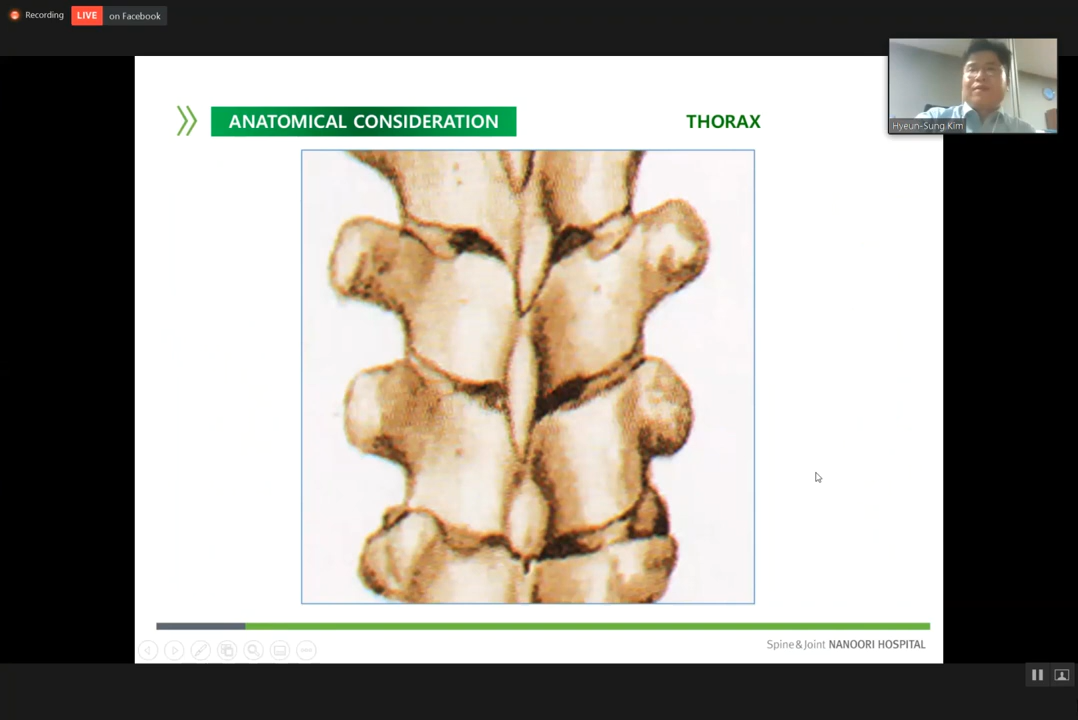 Recording
LIVE
on Facebook
Hyeun-Sung Kim
ANATOMICAL CONSIDERATION
THORAX
Spine&Joint NANOORI HOSPITAL